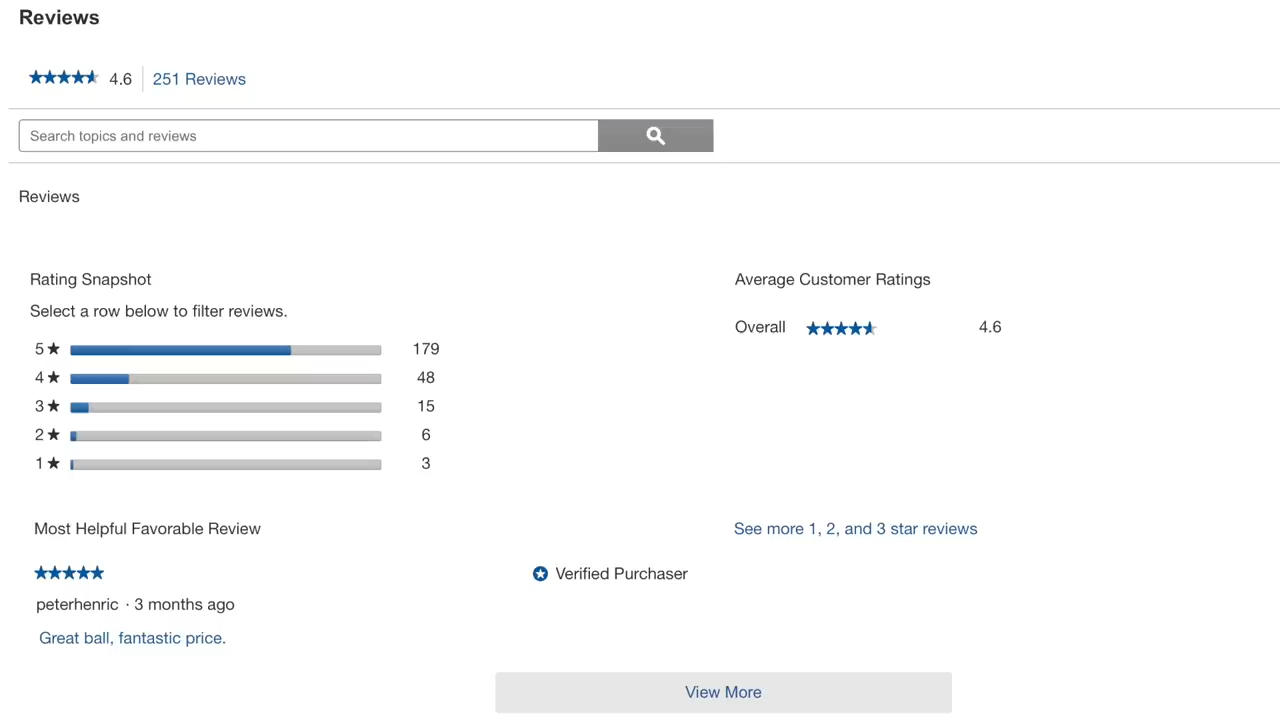 Reviews
4.6 251 Reviews
Search topics and reviews
Reviews
Rating Snapshot
Select a row below to filter reviews.
5★ 179
4★ 48
3★ 15
2★ 6
1★ 3
Average Customer Ratings
Overall 4.6
Most Helpful Favorable Review
See more 1, 2, and 3 star reviews
Verified Purchaser
peterhenric · 3 months ago
Great ball, fantastic price.
View More